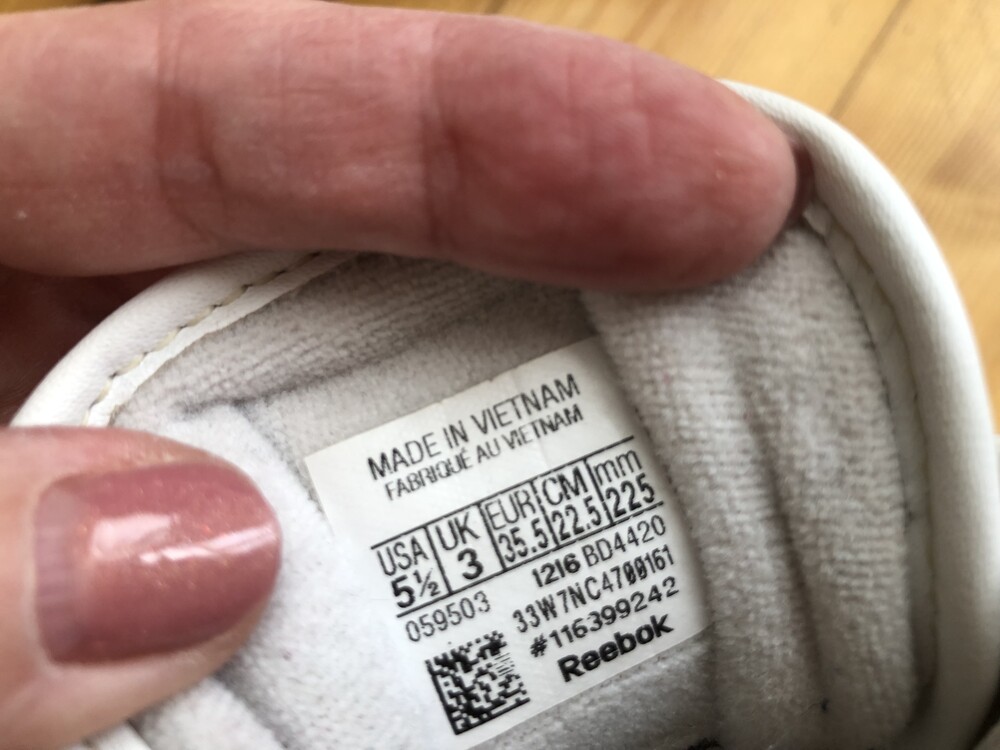 MADE IN VIETNAM
FABRIQUÉ AU VIETNAM
USA UK EUR CM mm
5½ 3 35.5 22.5 225
1216 BD4420
059503 33W7NC4700161
#116399242
Reebok